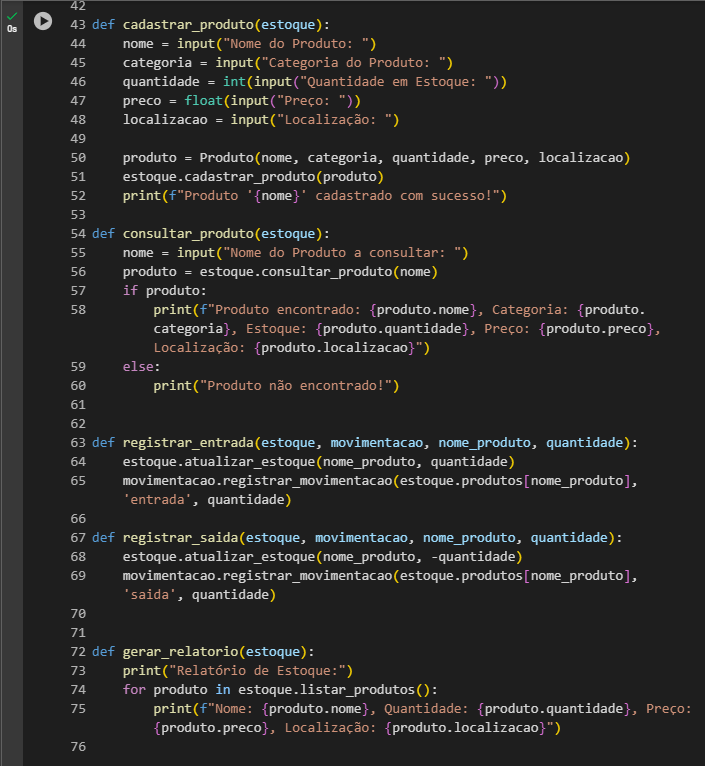 0s
42
43 def cadastrar_produto(estoque):
44     nome = input("Nome do Produto: ")
45     categoria = input("Categoria do Produto: ")
46     quantidade = int(input("Quantidade em Estoque: "))
47     preco = float(input("Preço: "))
48     localizacao = input("Localização: ")
49
50     produto = Produto(nome, categoria, quantidade, preco, localizacao)
51     estoque.cadastrar_produto(produto)
52     print(f"Produto '{nome}' cadastrado com sucesso!")
53
54 def consultar_produto(estoque):
55     nome = input("Nome do Produto a consultar: ")
56     produto = estoque.consultar_produto(nome)
57     if produto:
58         print(f"Produto encontrado: {produto.nome}, Categoria: {produto.
categoria}, Estoque: {produto.quantidade}, Preço: {produto.preco},
Localização: {produto.localizacao}")
59     else:
60         print("Produto não encontrado!")
61
62
63 def registrar_entrada(estoque, movimentacao, nome_produto, quantidade):
64     estoque.atualizar_estoque(nome_produto, quantidade)
65     movimentacao.registrar_movimentacao(estoque.produtos[nome_produto],
'entrada', quantidade)
66
67 def registrar_saida(estoque, movimentacao, nome_produto, quantidade):
68     estoque.atualizar_estoque(nome_produto, -quantidade)
69     movimentacao.registrar_movimentacao(estoque.produtos[nome_produto],
'saida', quantidade)
70
71
72 def gerar_relatorio(estoque):
73     print("Relatório de Estoque:")
74     for produto in estoque.listar_produtos():
75         print(f"Nome: {produto.nome}, Quantidade: {produto.quantidade}, Preço:
{produto.preco}, Localização: {produto.localizacao}")
76